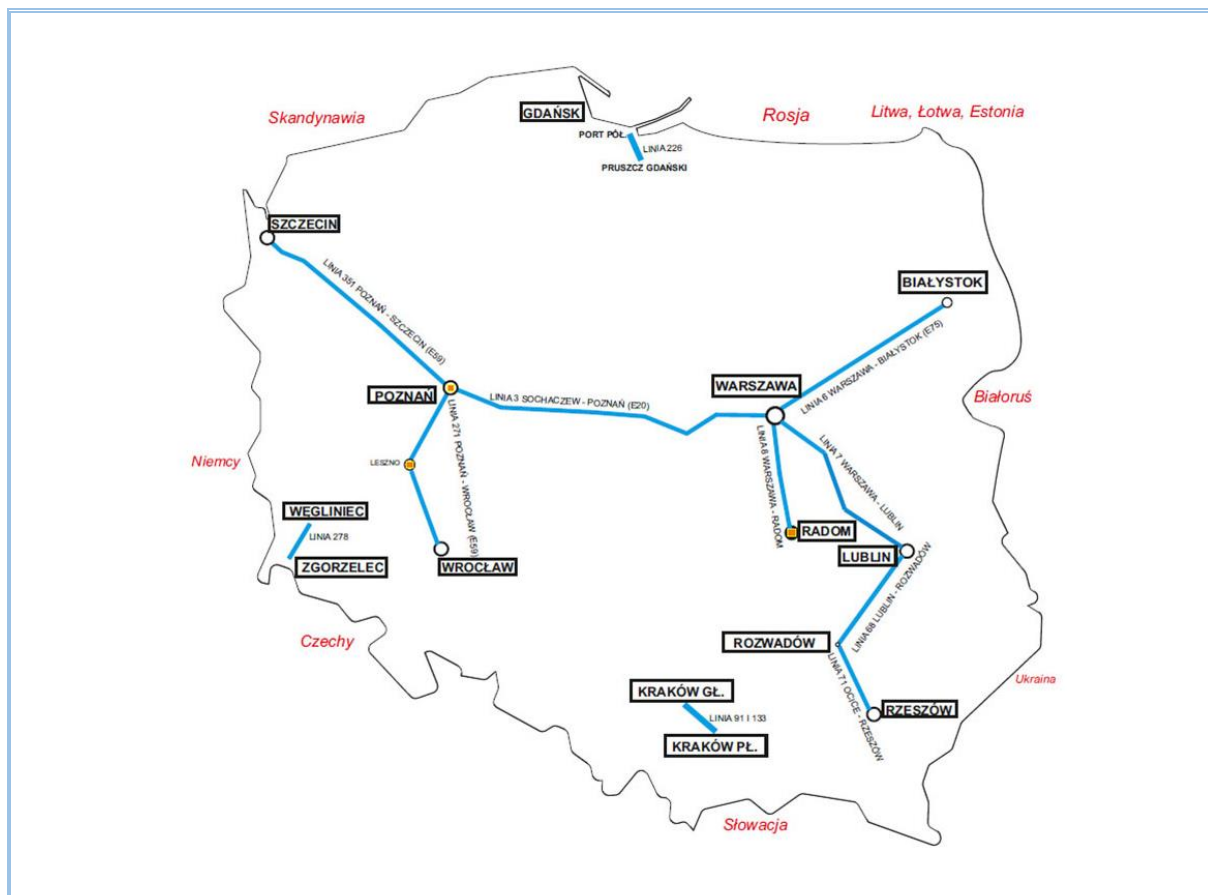 Skandynawia
GDAŃSK
Rosja
Litwa, Łotwa, Estonia
PORT PÓŁ.
LINIA 226
PRUSZCZ GDAŃSKI
SZCZECIN
LINIA 351 POZNAŃ - SZCZECIN (E59)
BIAŁYSTOK
LINIA 6 WARSZAWA - BIAŁYSTOK (E75)
WARSZAWA
POZNAŃ
LINIA 3 SOCHACZEW - POZNAŃ (E20)
Białoruś
LINIA 271 POZNAŃ - WROCŁAW (E59)
LINIA 8 WARSZAWA - RADOM
LINIA 7 WARSZAWA - LUBLIN
Niemcy
LESZNO
WĘGLINIEC
LINIA 278
ZGORZELEC
WROCŁAW
RADOM
LUBLIN
LINIA 68 LUBLIN - ROZWADÓW
Czechy
ROZWADÓW
LINIA 71 OCICE - RZESZÓW
Ukraina
KRAKÓW GŁ.
LINIA 91 I 133
KRAKÓW PŁ.
RZESZÓW
Słowacja